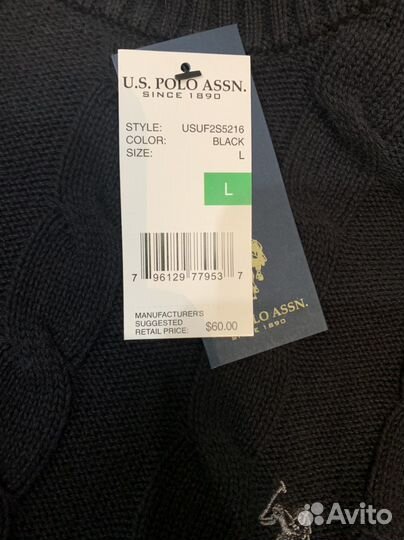 U.S. POLO ASSN.
SINCE 1890
STYLE: USUF2S5216
COLOR: BLACK
SIZE: L
L
7 96129 77953 7
MANUFACTURER'S
SUGGESTED
RETAIL PRICE: $60.00
POLO ASSN.
SINCE 1890
Avito